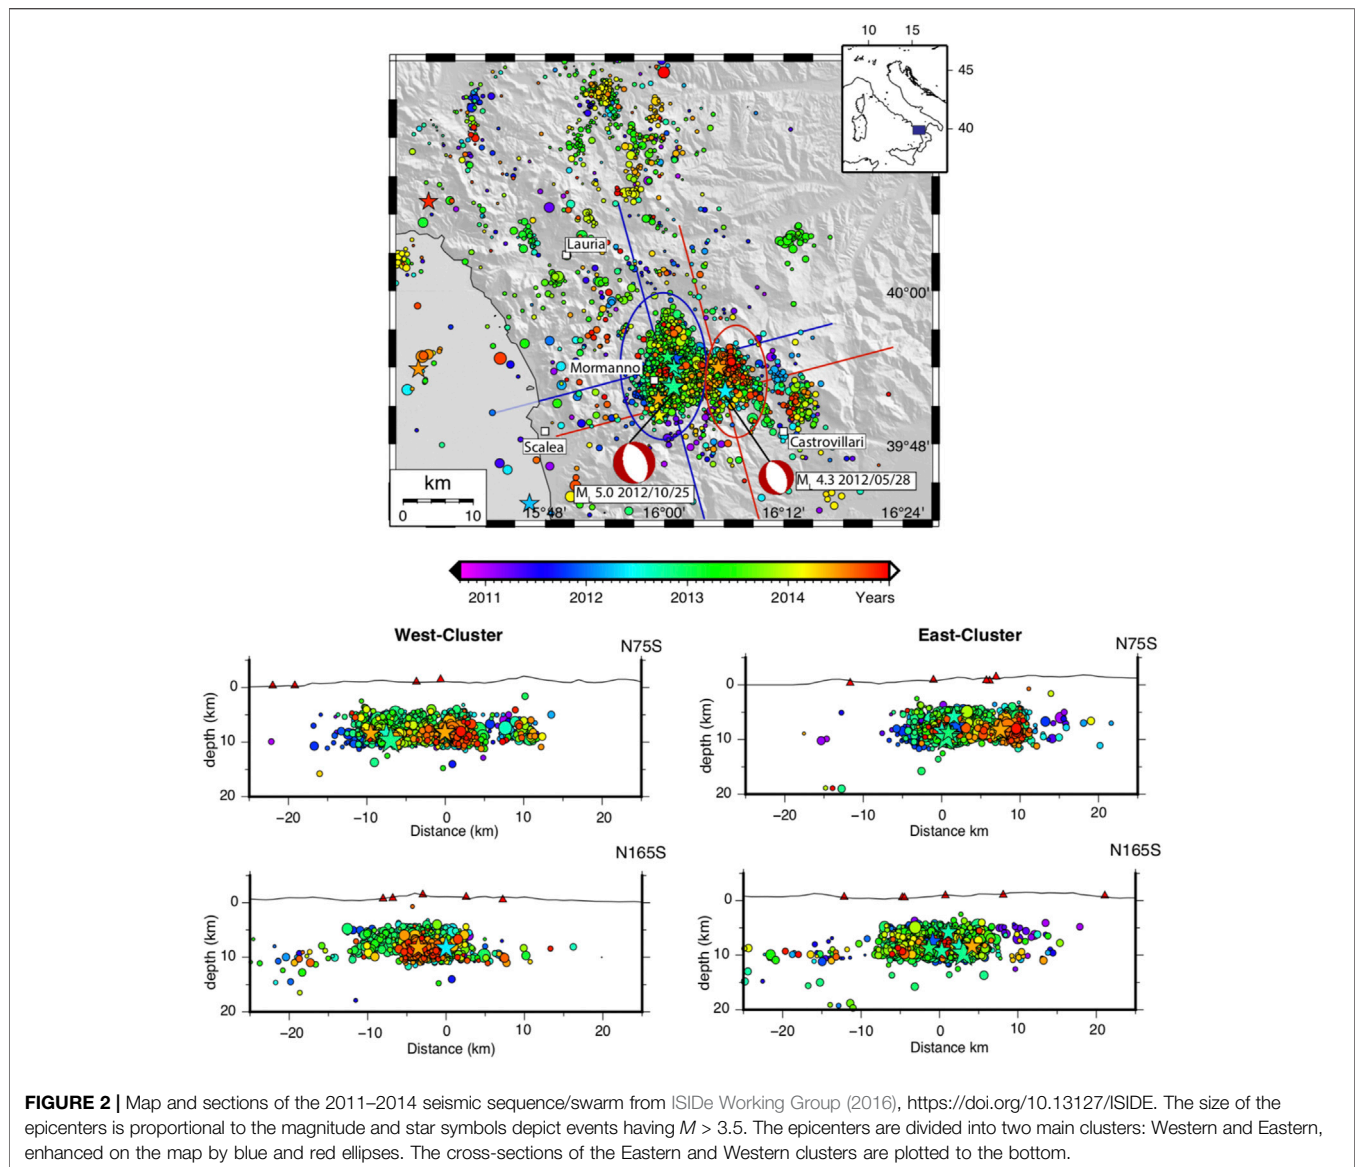 10 15
45
40
Lauria
40°00'
Mormanno
39°48'
Castrovillari
Scalea
M 4.3 2012/05/28
M 5.0 2012/10/25
km
0 10
15°48' 16°00' 16°12' 16°24'
2011 2012 2013 2014 Years
West-Cluster
N75S
0
10
20
depth (km)
−20 −10 0 10 20
Distance (km)
East-Cluster
N75S
0
10
20
depth (km)
−20 −10 0 10 20
Distance km
N165S
0
10
20
depth (km)
−20 −10 0 10 20
Distance (km)
N165S
0
10
20
depth (km)
−20 −10 0 10 20
Distance km
FIGURE 2 | Map and sections of the 2011–2014 seismic sequence/swarm from ISIDe Working Group (2016), https://doi.org/10.13127/ISIDE. The size of the
epicenters is proportional to the magnitude and star symbols depict events having M > 3.5. The epicenters are divided into two main clusters: Western and Eastern,
enhanced on the map by blue and red ellipses. The cross-sections of the Eastern and Western clusters are plotted to the bottom.